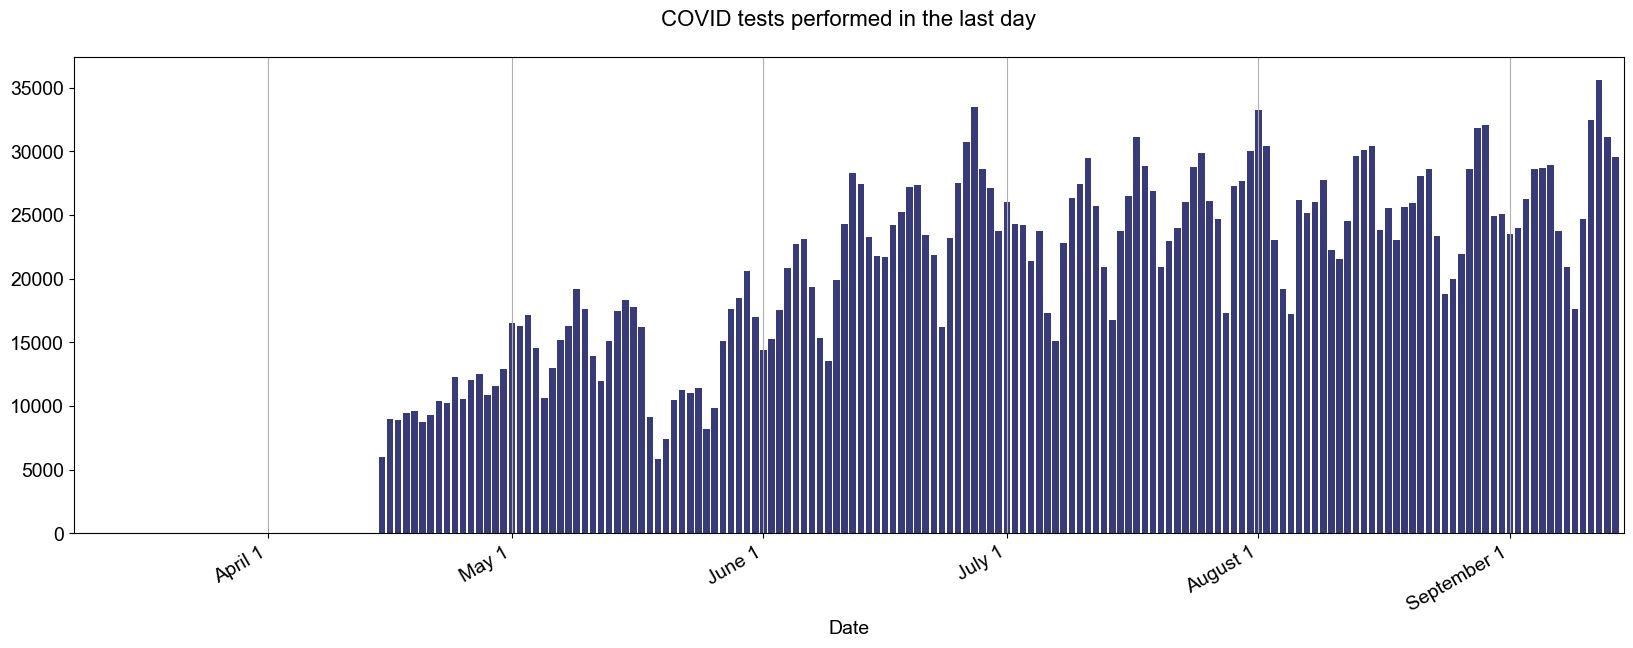 COVID tests performed in the last day
35000
30000
25000
20000
15000
10000
5000
0
April 1
May 1
June 1
July 1
August 1
September 1
Date